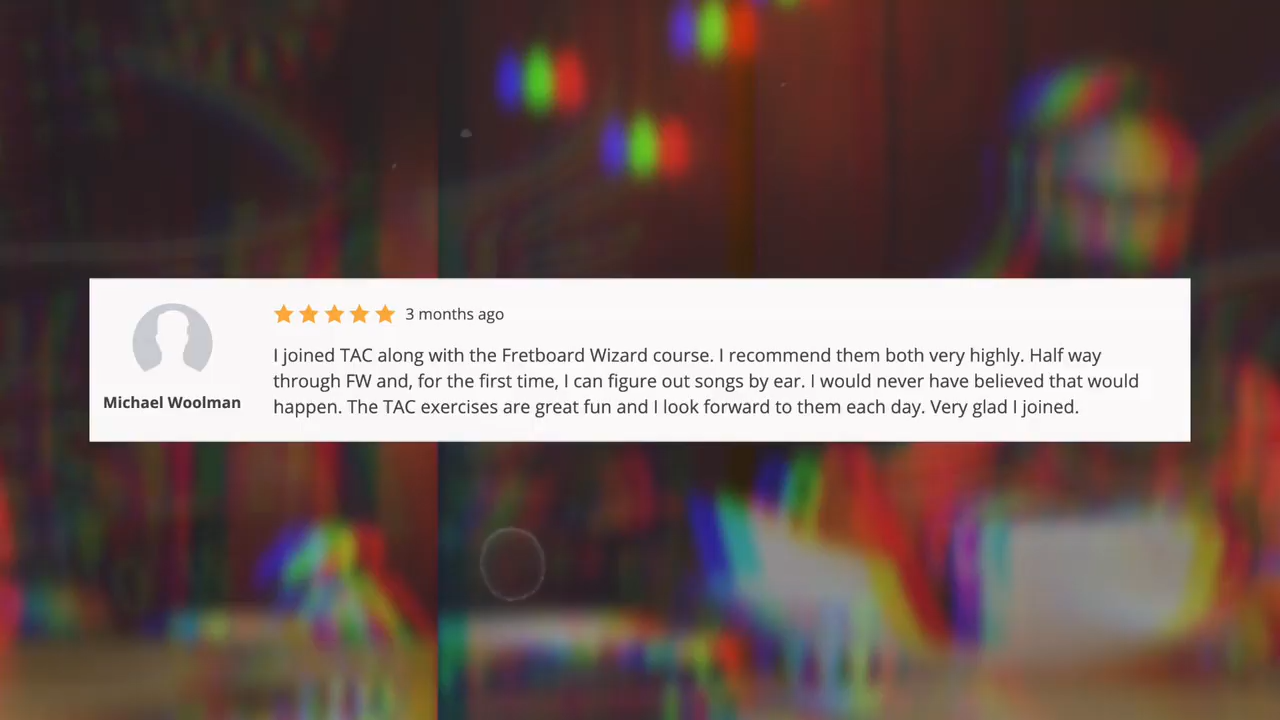 3 months ago
I joined TAC along with the Fretboard Wizard course. I recommend them both very highly. Half way
through FW and, for the first time, I can figure out songs by ear. I would never have believed that would
happen. The TAC exercises are great fun and I look forward to them each day. Very glad I joined.
Michael Woolman